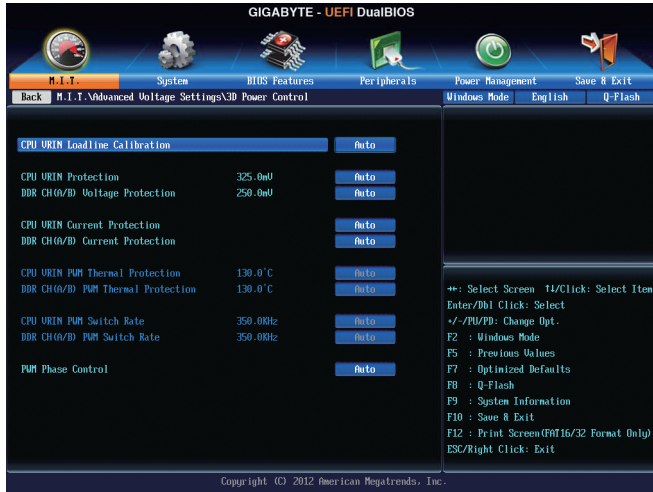 GIGABYTE - UEFI DualBIOS
M.I.T. System BIOS Features Peripherals Power Management Save & Exit
Back M.I.T.\Advanced Voltage Settings\3D Power Control Windows Mode English Q-Flash
CPU VRIN Loadline Calibration Auto
CPU VRIN Protection 325.0mV Auto
DDR CH(A/B) Voltage Protection 250.0mV Auto
CPU VRIN Current Protection Auto
DDR CH(A/B) Current Protection Auto
CPU VRIN PWM Thermal Protection 130.0°C Auto
DDR CH(A/B) PWM Thermal Protection 130.0°C Auto
CPU VRIN PWM Switch Rate 350.0KHz Auto
DDR CH(A/B) PWM Switch Rate 350.0KHz Auto
PWM Phase Control Auto
→←: Select Screen ↑↓/Click: Select Item
Enter/Dbl Click: Select
+/-/PU/PD: Change Opt.
F2 : Windows Mode
F5 : Previous Values
F7 : Optimized Defaults
F8 : Q-Flash
F9 : System Information
F10 : Save & Exit
F12 : Print Screen(FAT16/32 Format Only)
ESC/Right Click: Exit
Copyright (C) 2012 American Megatrends, Inc.